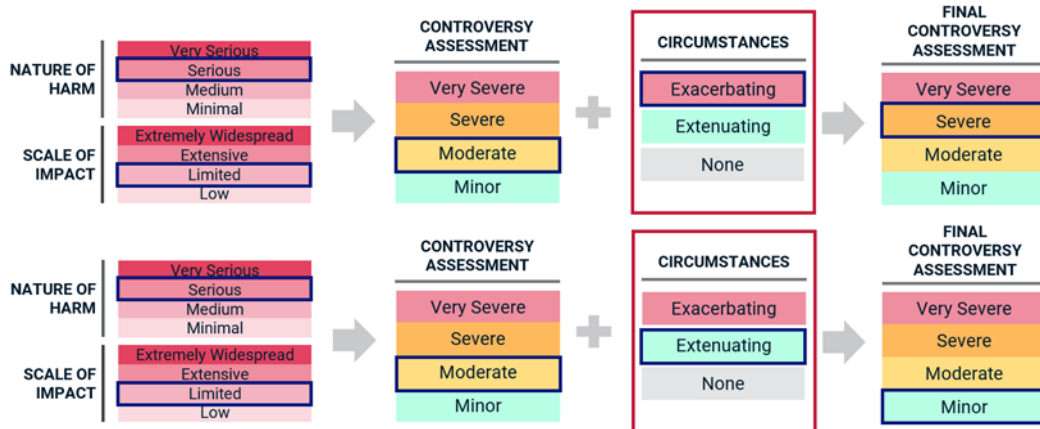 NATURE OF
HARM
Very Serious
Serious
Medium
Minimal
SCALE OF
IMPACT
Extremely Widespread
Extensive
Limited
Low
CONTROVERSY
ASSESSMENT
Very Severe
Severe
Moderate
Minor
CIRCUMSTANCES
Exacerbating
Extenuating
None
FINAL
CONTROVERSY
ASSESSMENT
Very Severe
Severe
Moderate
Minor
NATURE OF
HARM
Very Serious
Serious
Medium
Minimal
SCALE OF
IMPACT
Extremely Widespread
Extensive
Limited
Low
CONTROVERSY
ASSESSMENT
Very Severe
Severe
Moderate
Minor
CIRCUMSTANCES
Exacerbating
Extenuating
None
FINAL
CONTROVERSY
ASSESSMENT
Very Severe
Severe
Moderate
Minor